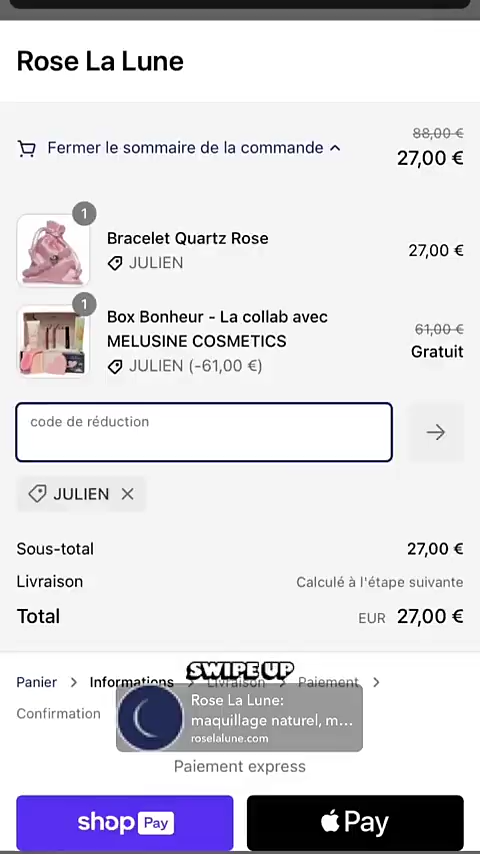 Rose La Lune
88,00 €
Fermer le sommaire de la commande
27,00 €
1
Bracelet Quartz Rose
JULIEN
27,00 €
1
Box Bonheur - La collab avec
MELUSINE COSMETICS
JULIEN (-61,00 €)
61,00 €
Gratuit
code de réduction
JULIEN
Sous-total 27,00 €
Livraison Calculé à l'étape suivante
Total EUR 27,00 €
SWIPE UP
Panier > Informations > Livraison > Paiement >
Confirmation
Rose La Lune:
maquillage naturel, m...
roselalune.com
Paiement express
shop Pay
Pay